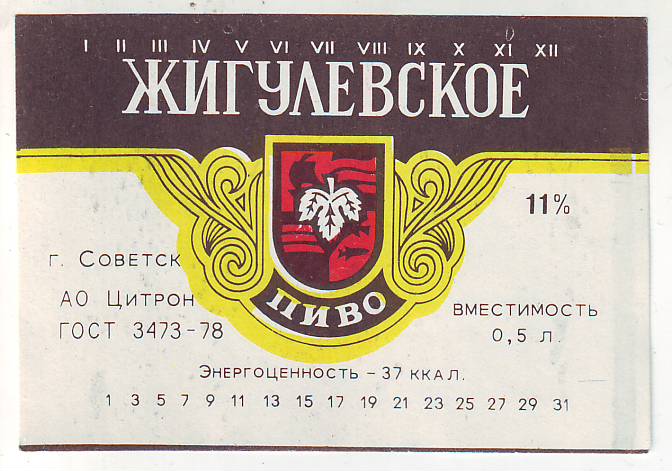 I II III IV V VI VII VIII IX X XI XII
ЖИГУЛЕВСКОЕ
11%
г. Советск
АО Цитрон
ГОСТ 3473-78
ПИВО
ВМЕСТИМОСТЬ
0,5 л.
Энергоценность – 37 ккал.
1 3 5 7 9 11 13 15 17 19 21 23 25 27 29 31